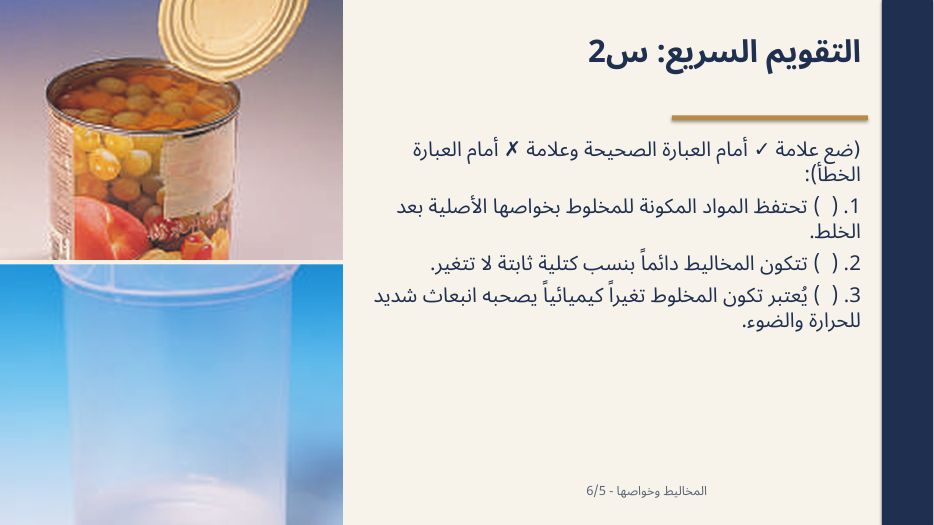 التقويم السريع: س2
(ضع علامة ✓ أمام العبارة الصحيحة وعلامة ✗ أمام العبارة
الخطأ):
1. (  ) تحتفظ المواد المكونة للمخلوط بخواصها الأصلية بعد
الخلط.
2. (  ) تتكون المخاليط دائماً بنسب كتلية ثابتة لا تتغير.
3. (  ) يُعتبر تكون المخلوط تغيراً كيميائياً يصحبه انبعاث شديد
للحرارة والضوء.
المخاليط وخواصها - 6/5